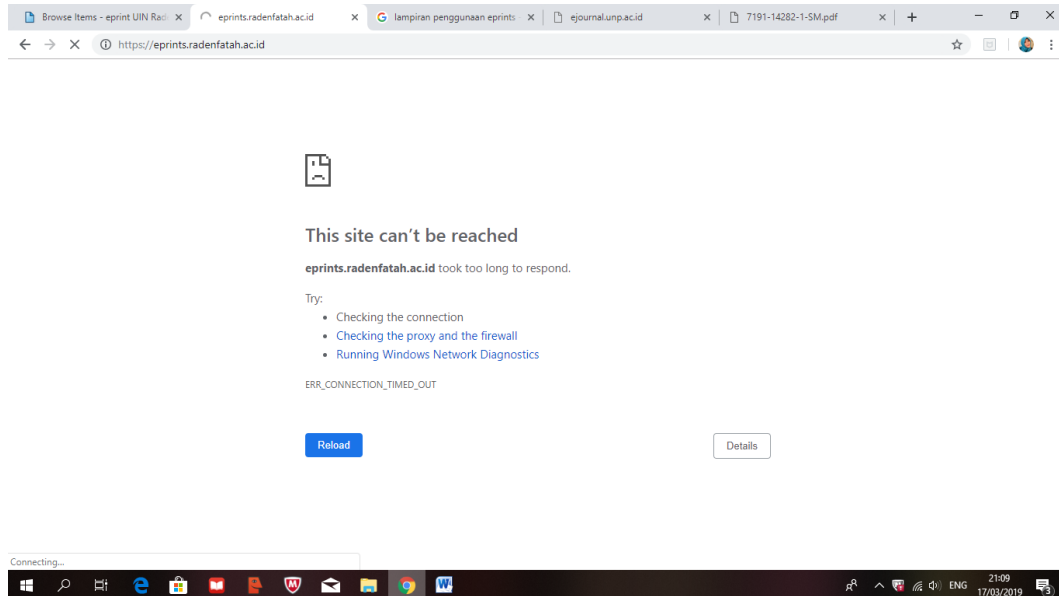 Browse Items - eprint UIN Rad
eprints.radenfatah.ac.id
lampiran penggunaan eprints
ejournal.unp.ac.id
7191-14282-1-SM.pdf
https://eprints.radenfatah.ac.id
This site can't be reached
eprints.radenfatah.ac.id took too long to respond.
Try:
Checking the connection
Checking the proxy and the firewall
Running Windows Network Diagnostics
ERR_CONNECTION_TIMED_OUT
Reload
Details
Connecting...
ENG
21:09
17/03/2019